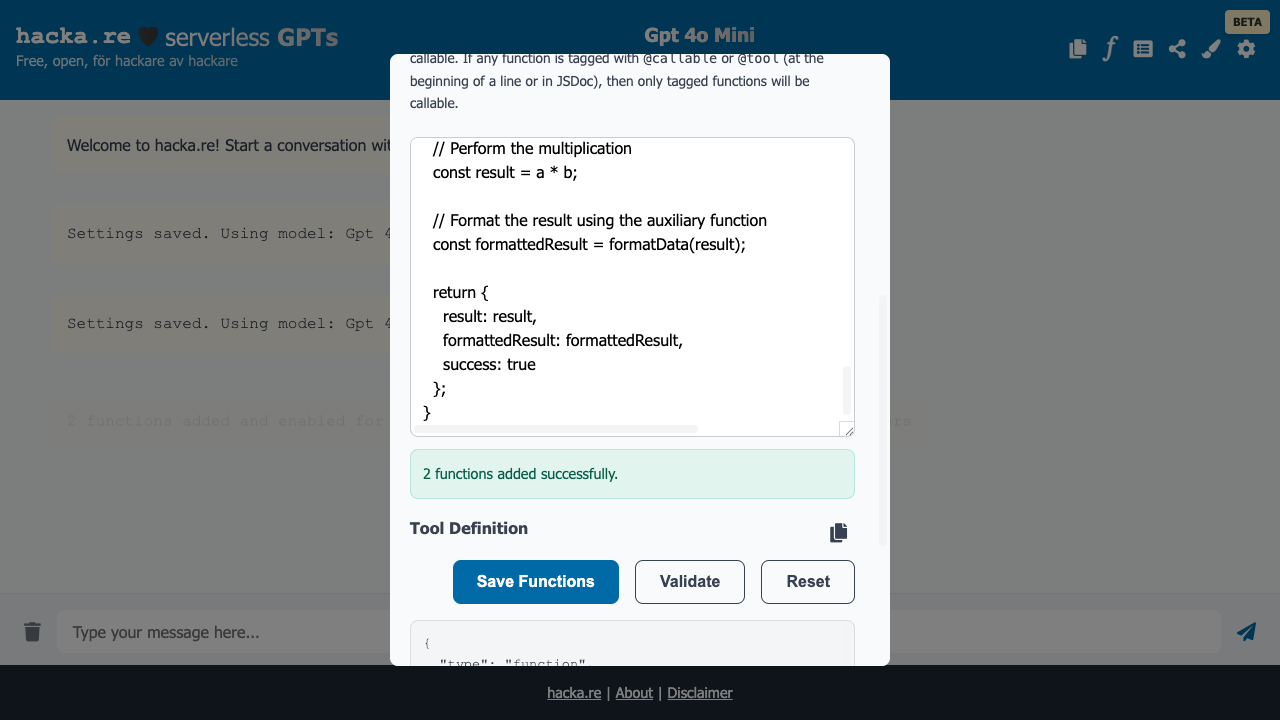 hacka.re 🖤 serverless GPTs
Free, open, för hackare av hackare
Gpt 4o Mini
BETA
Welcome to hacka.re! Start a conversation wit
Settings saved. Using model: Gpt 4
Settings saved. Using model: Gpt 4
2 functions added and enabled for
ers
callable. If any function is tagged with @callable or @tool (at the
beginning of a line or in JSDoc), then only tagged functions will be
callable.
// Perform the multiplication
const result = a * b;
// Format the result using the auxiliary function
const formattedResult = formatData(result);
return {
result: result,
formattedResult: formattedResult,
success: true
};
}
2 functions added successfully.
Tool Definition
Save Functions
Validate
Reset
{
"type": "function",
Type your message here...
hacka.re | About | Disclaimer